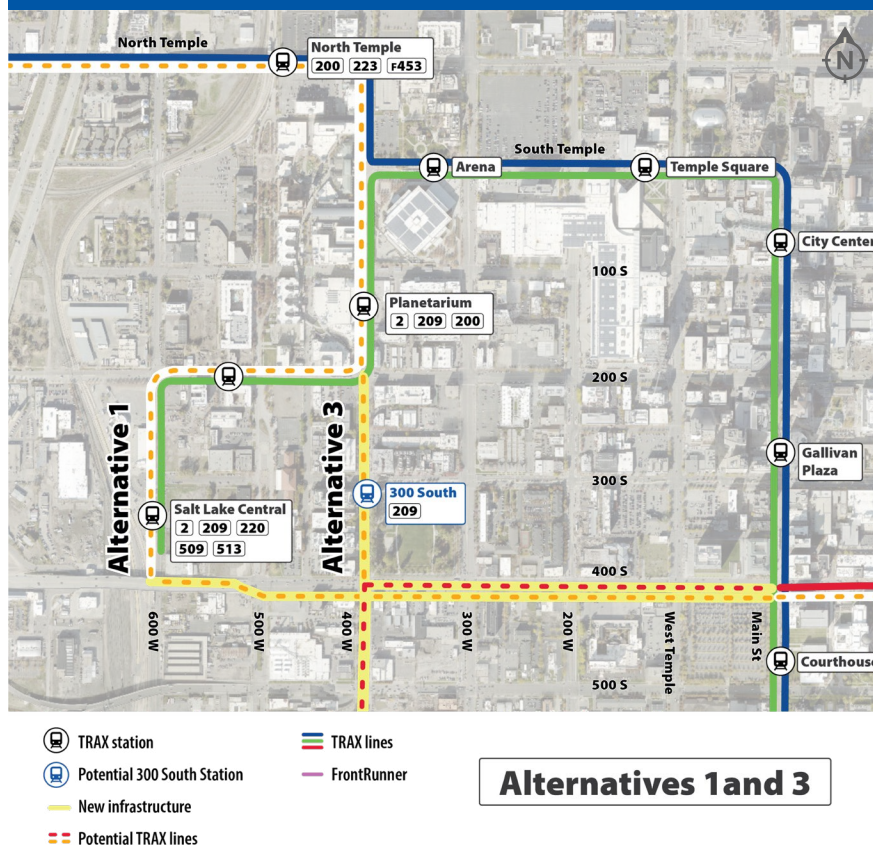 North Temple
North Temple
200 223 F453
N
South Temple
Arena
Temple Square
City Center
100 S
Planetarium
2 209 200
200 S
Alternative 1
Alternative 3
Gallivan
Plaza
300 S
300 South
209
Salt Lake Central
2 209 220
509 513
400 S
600 W
500 W
400 W
300 W
200 W
West Temple
Main St
Courthouse
500 S
TRAX station
TRAX lines
Potential 300 South Station
FrontRunner
New infrastructure
Potential TRAX lines
Alternatives 1and 3